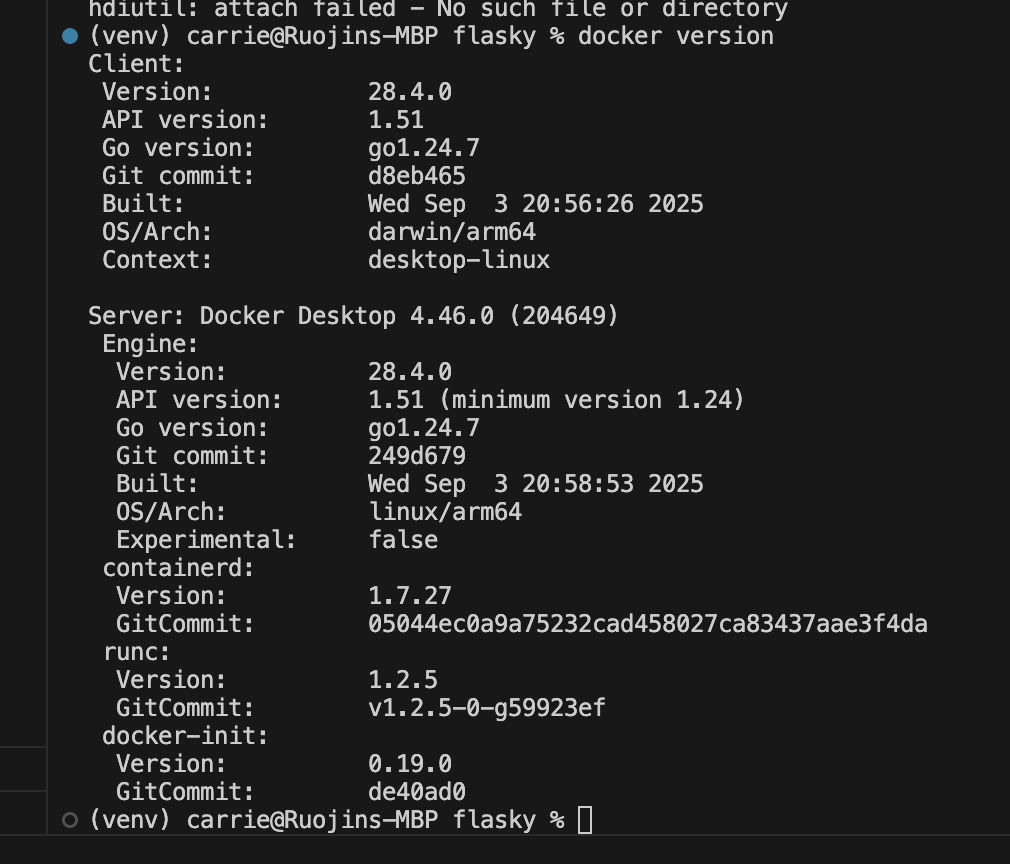 hdiutil: attach failed - No such file or directory
(venv) carrie@Ruojins-MBP flasky % docker version
Client:
 Version:           28.4.0
 API version:       1.51
 Go version:        go1.24.7
 Git commit:        d8eb465
 Built:             Wed Sep  3 20:56:26 2025
 OS/Arch:           darwin/arm64
 Context:           desktop-linux

Server: Docker Desktop 4.46.0 (204649)
 Engine:
  Version:          28.4.0
  API version:      1.51 (minimum version 1.24)
  Go version:       go1.24.7
  Git commit:       249d679
  Built:            Wed Sep  3 20:58:53 2025
  OS/Arch:          linux/arm64
  Experimental:     false
 containerd:
  Version:          1.7.27
  GitCommit:        05044ec0a9a75232cad458027ca83437aae3f4da
 runc:
  Version:          1.2.5
  GitCommit:        v1.2.5-0-g59923ef
 docker-init:
  Version:          0.19.0
  GitCommit:        de40ad0
(venv) carrie@Ruojins-MBP flasky %